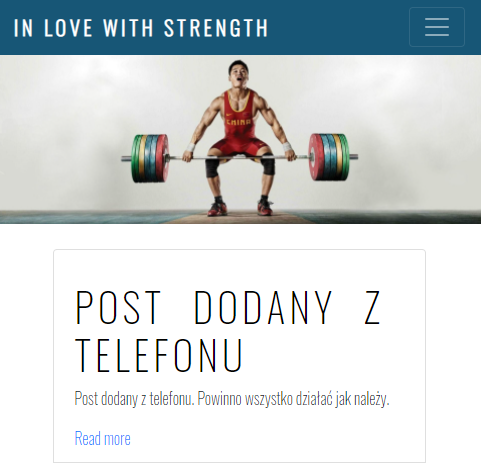 IN LOVE WITH STRENGTH
CHINA
POST DODANY Z
TELEFONU
Post dodany z telefonu. Powinno wszystko działać jak należy.
Read more